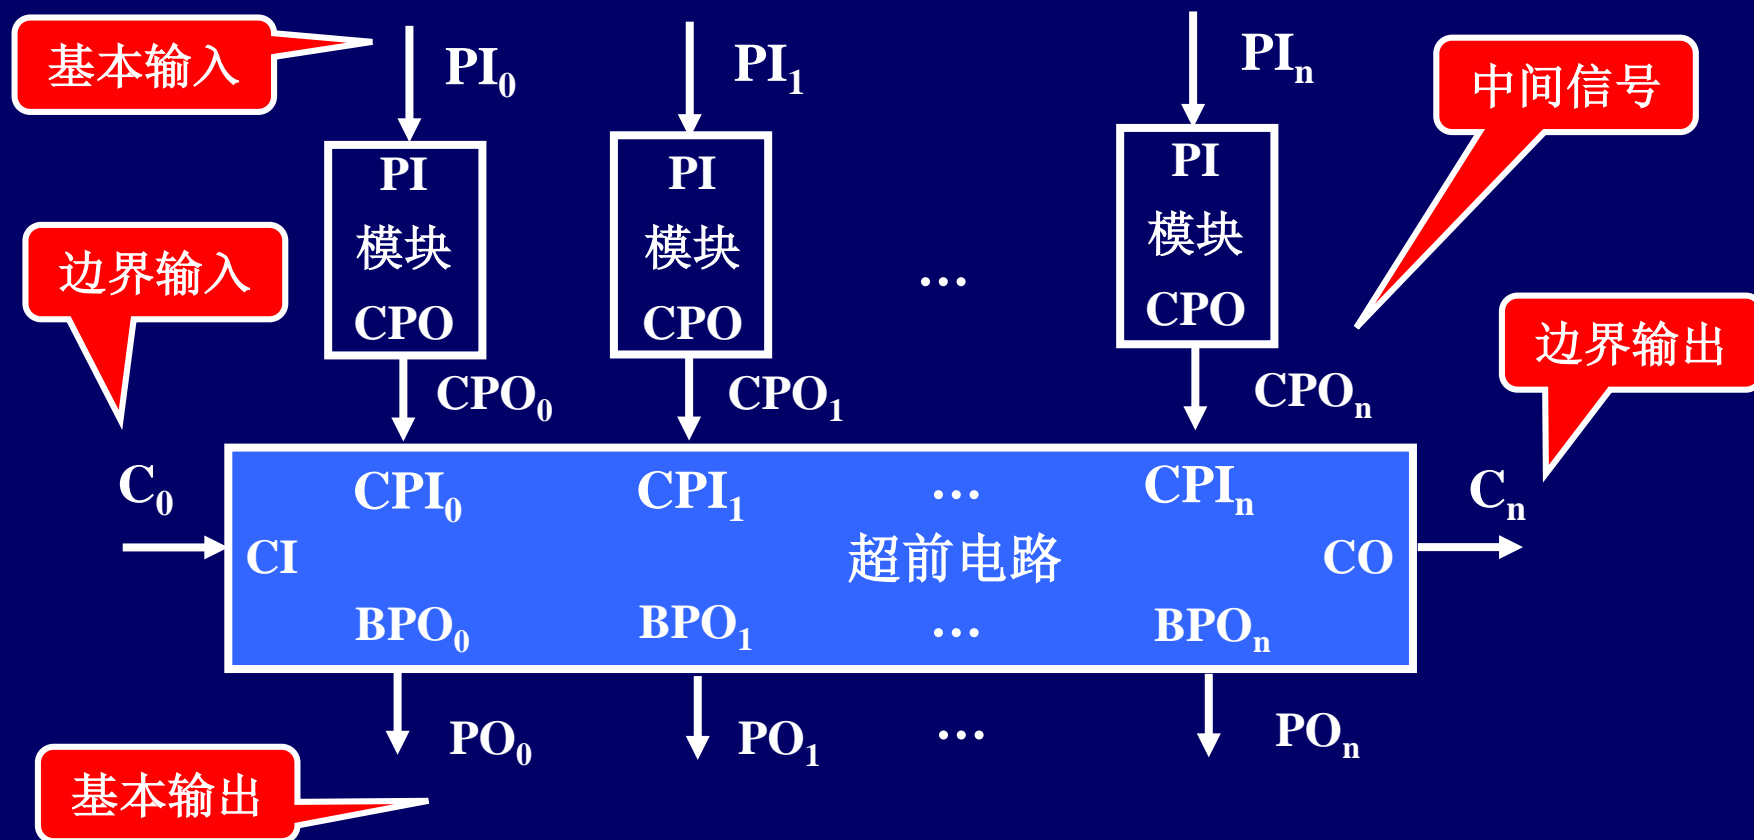 基本输入
PI0
PI1
PIn
中间信号
PI
模块
CPO
PI
模块
CPO
...
PI
模块
CPO
边界输入
边界输出
CPO0
CPO1
CPOn
C0
CPI0
CPI1
...
CPIn
Cn
CI
超前电路
CO
BPO0
BPO1
...
BPOn
PO0
PO1
...
POn
基本输出